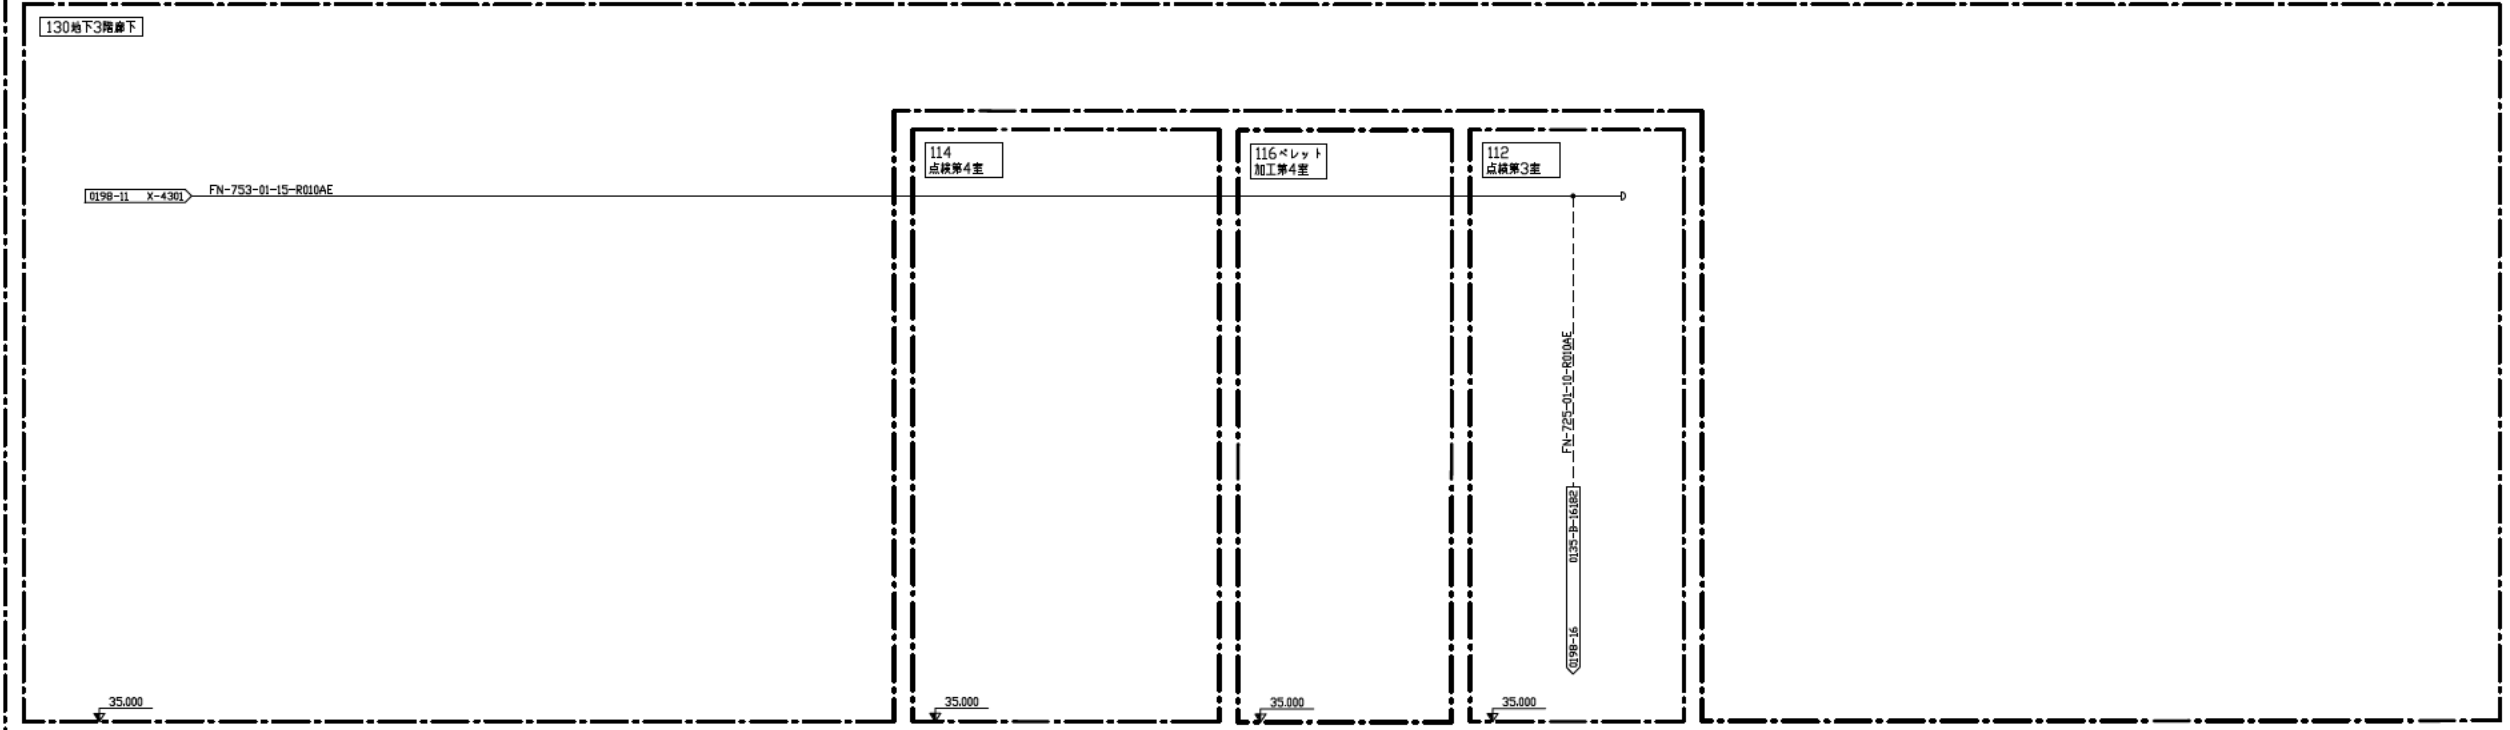 130地下3階廊下
114
点検第4室
116ペレット
加工第4室
112
点検第3室
0198-11 X-4301
FN-753-01-15-R010AE
FN-725-01-10-R010AE
0135-B-16182
0198-16
35.000
35.000
35.000
35.000